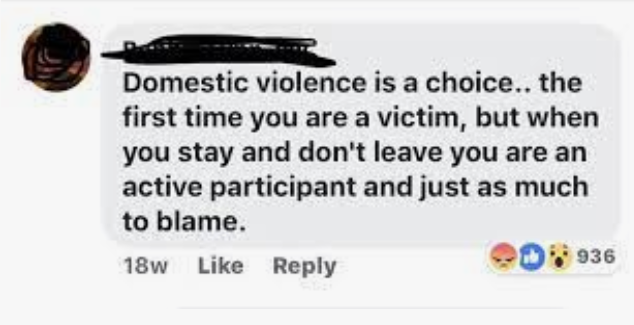 Domestic violence is a choice.. the
first time you are a victim, but when
you stay and don't leave you are an
active participant and just as much
to blame.
18w Like Reply
936